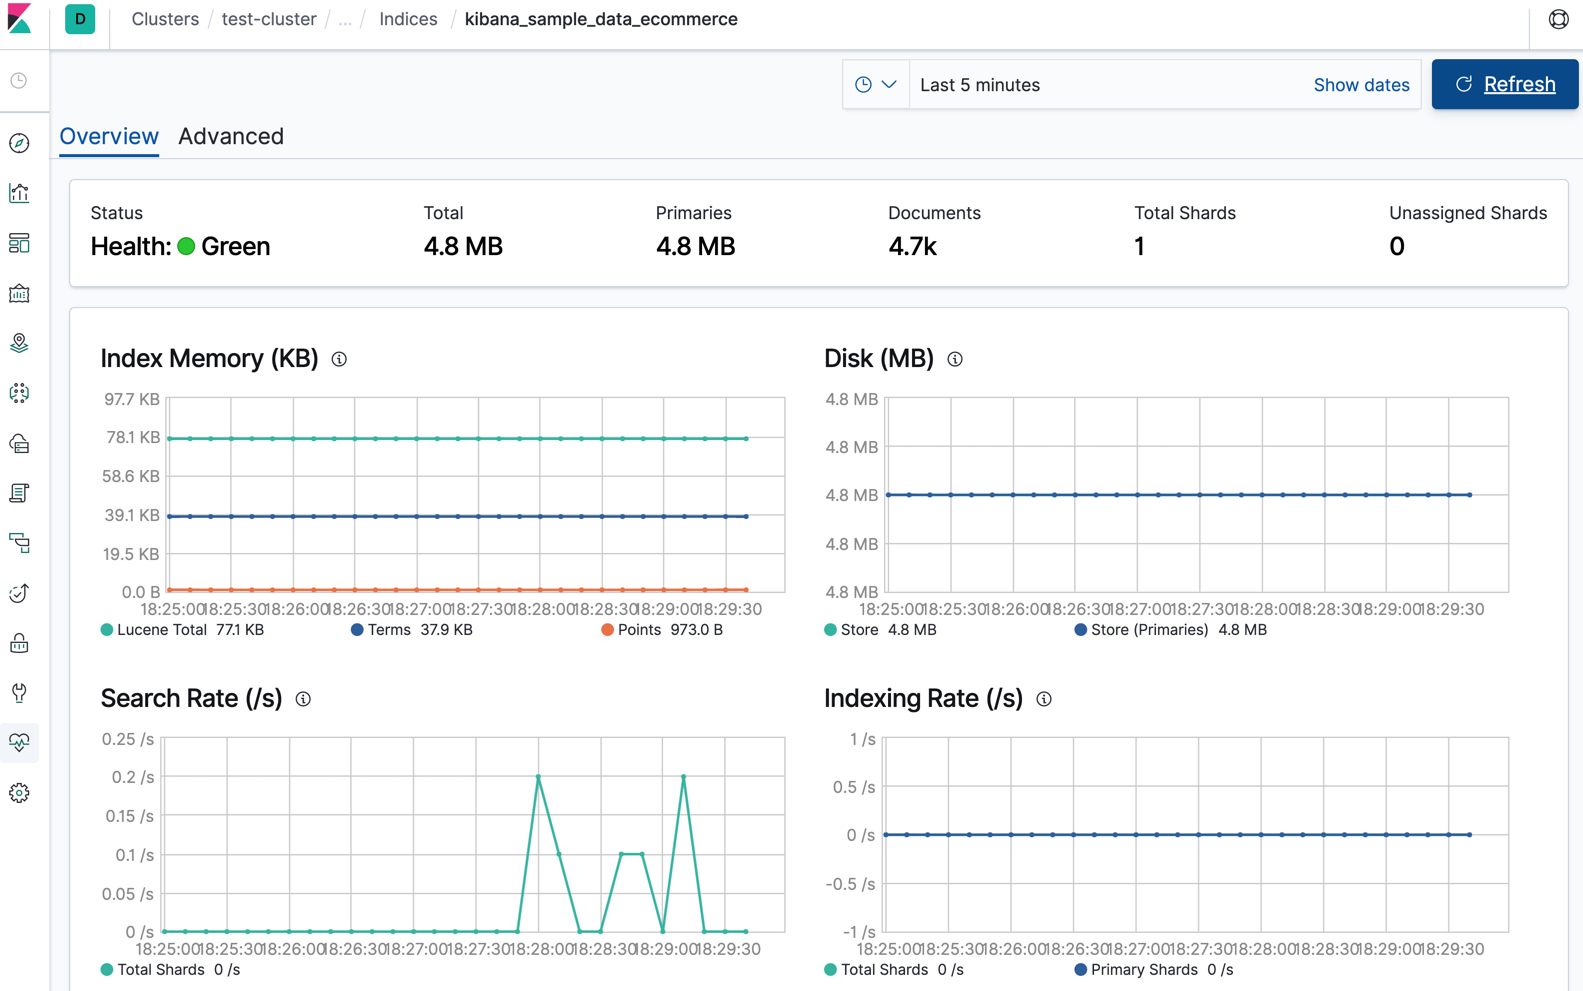 D Clusters / test-cluster / ... / Indices / kibana_sample_data_ecommerce
Last 5 minutes Show dates Refresh
Overview Advanced
Status Total Primaries Documents Total Shards Unassigned Shards
Health: Green 4.8 MB 4.8 MB 4.7k 1 0
Index Memory (KB)
97.7 KB
78.1 KB
58.6 KB
39.1 KB
19.5 KB
0.0 B
18:25:00 18:25:30 18:26:00 18:26:30 18:27:00 18:27:30 18:28:00 18:28:30 18:29:00 18:29:30
Lucene Total 77.1 KB Terms 37.9 KB Points 973.0 B
Disk (MB)
4.8 MB
4.8 MB
4.8 MB
4.8 MB
4.8 MB
18:25:00 18:25:30 18:26:00 18:26:30 18:27:00 18:27:30 18:28:00 18:28:30 18:29:00 18:29:30
Store 4.8 MB Store (Primaries) 4.8 MB
Search Rate (/s)
0.25 /s
0.2 /s
0.15 /s
0.1 /s
0.05 /s
0 /s
18:25:00 18:25:30 18:26:00 18:26:30 18:27:00 18:27:30 18:28:00 18:28:30 18:29:00 18:29:30
Total Shards 0 /s
Indexing Rate (/s)
1 /s
0.5 /s
0 /s
-0.5 /s
-1 /s
18:25:00 18:25:30 18:26:00 18:26:30 18:27:00 18:27:30 18:28:00 18:28:30 18:29:00 18:29:30
Total Shards 0 /s Primary Shards 0 /s